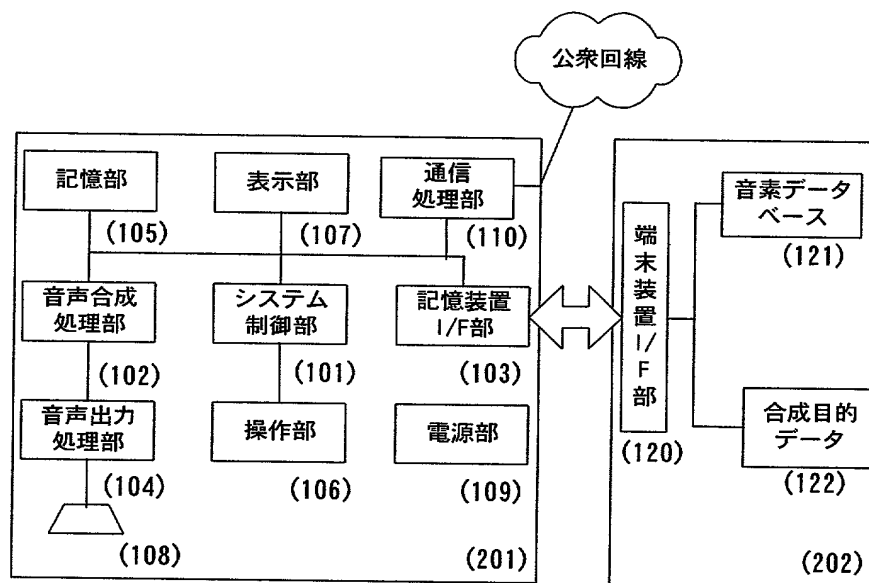 公衆回線
記憶部
(105)
表示部
(107)
通信
処理部
(110)
音声合成
処理部
(102)
システム
制御部
(101)
記憶装置
I/F部
(103)
音声出力
処理部
(104)
操作部
(106)
電源部
(109)
(108)
(201)
端末装置I/F部
(120)
音素データ
ベース
(121)
合成目的
データ
(122)
(202)